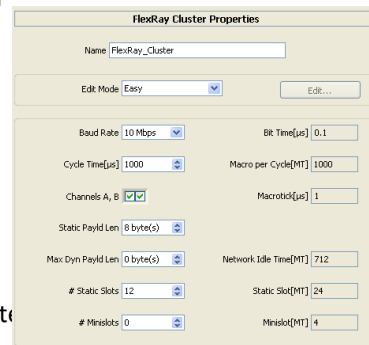 FlexRay Cluster Properties
Name FlexRay_Cluster
Edit Mode Easy Edit...
Baud Rate 10 Mbps Bit Time[µs] 0.1
Cycle Time[µs] 1000 Macro per Cycle[MT] 1000
Channels A, B Macrotick[µs] 1
Static Payld Len 8 byte(s)
Max Dyn Payld Len 0 byte(s) Network Idle Time[MT] 712
# Static Slots 12 Static Slot[MT] 24
# Minislots 0 Minislot[MT] 4